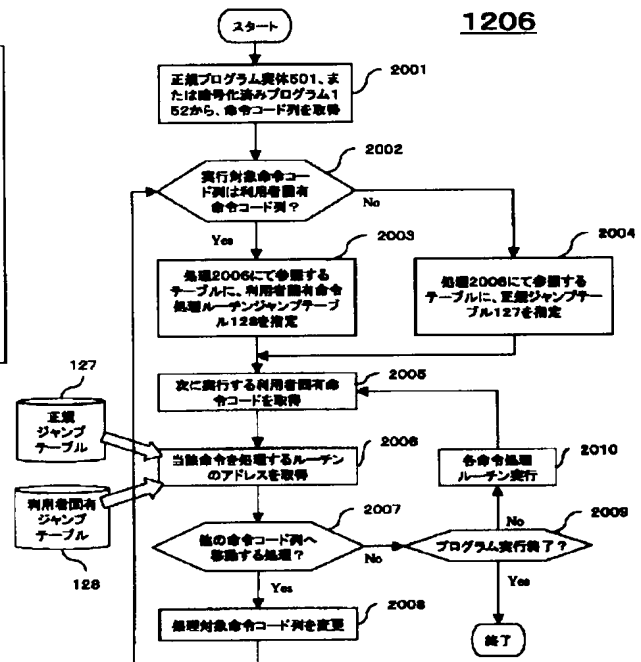 1206
スタート
2001
正規プログラム実体501、ま
たは暗号化済みプログラム1
52から、命令コード列を取得
2002
実行対象命令コー
ド列は利用者固有
命令コード列？
No
Yes
2003
2004
処理2006にて参照する
テーブルに、利用者固有命令
処理ルーチンジャンプテーブ
ル128を指定
処理2006にて参照する
テーブルに、正規ジャンプテー
ブル127を指定
127
正規
ジャンプ
テーブル
2005
次に実行する利用者固有命
令コードを取得
2006
当該命令を処理するルーチン
のアドレスを取得
2010
各命令処理
ルーチン実行
利用者固有
ジャンプ
テーブル
128
2007
他の命令コード列へ
移動する処理？
No
No
2009
プログラム実行終了？
Yes
Yes
2008
処理対象命令コード列を変更
終了